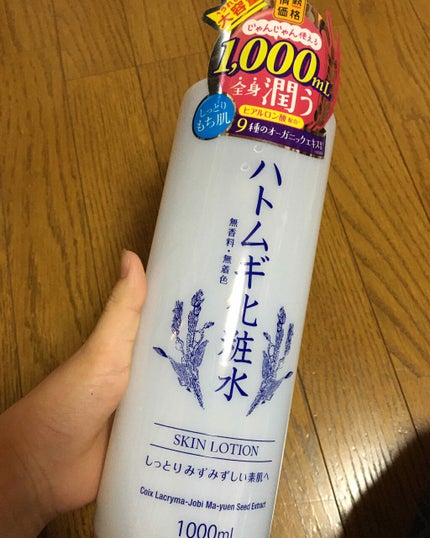 大容量
情熱価格
じゃんじゃん使える
1,000mL
全身潤う
ヒアルロン酸配合
9種のオーガニックエキス
しっとり
もち肌
ハトムギ化粧水
無香料・無着色
SKIN LOTION
しっとりみずみずしい素肌へ
Coix Lacryma-Jobi Ma-yuen Seed Extract
1000ml